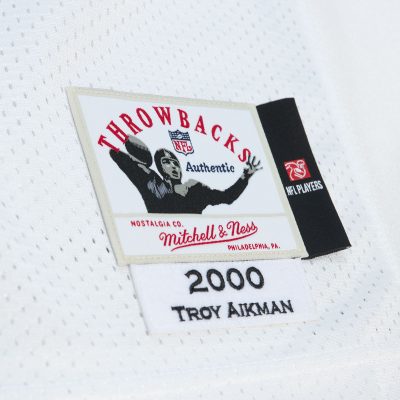 THROWBACKS
NFL
Authentic
NOSTALGIA CO.
Mitchell & Ness
PHILADELPHIA, PA.
NFL PLAYERS
2000
TROY AIKMAN